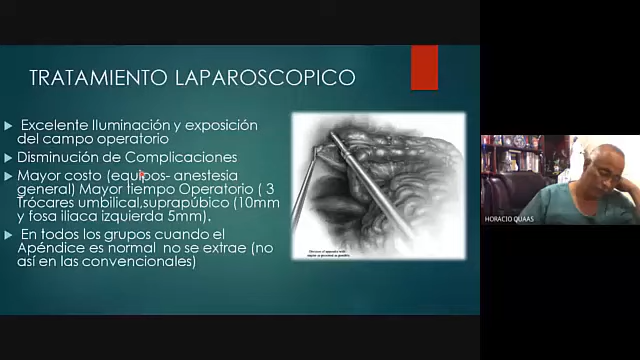 TRATAMIENTO LAPAROSCOPICO
Excelente Iluminación y exposición
del campo operatorio
Disminución de Complicaciones
Mayor costo (equipos- anestesia
general) Mayor tiempo Operatorio ( 3
Trócares umbilical,suprapúbico (10mm
y fosa iliaca izquierda 5mm).
En todos los grupos cuando el
Apéndice es normal no se extrae (no
así en las convencionales)
HORACIO QUAAS